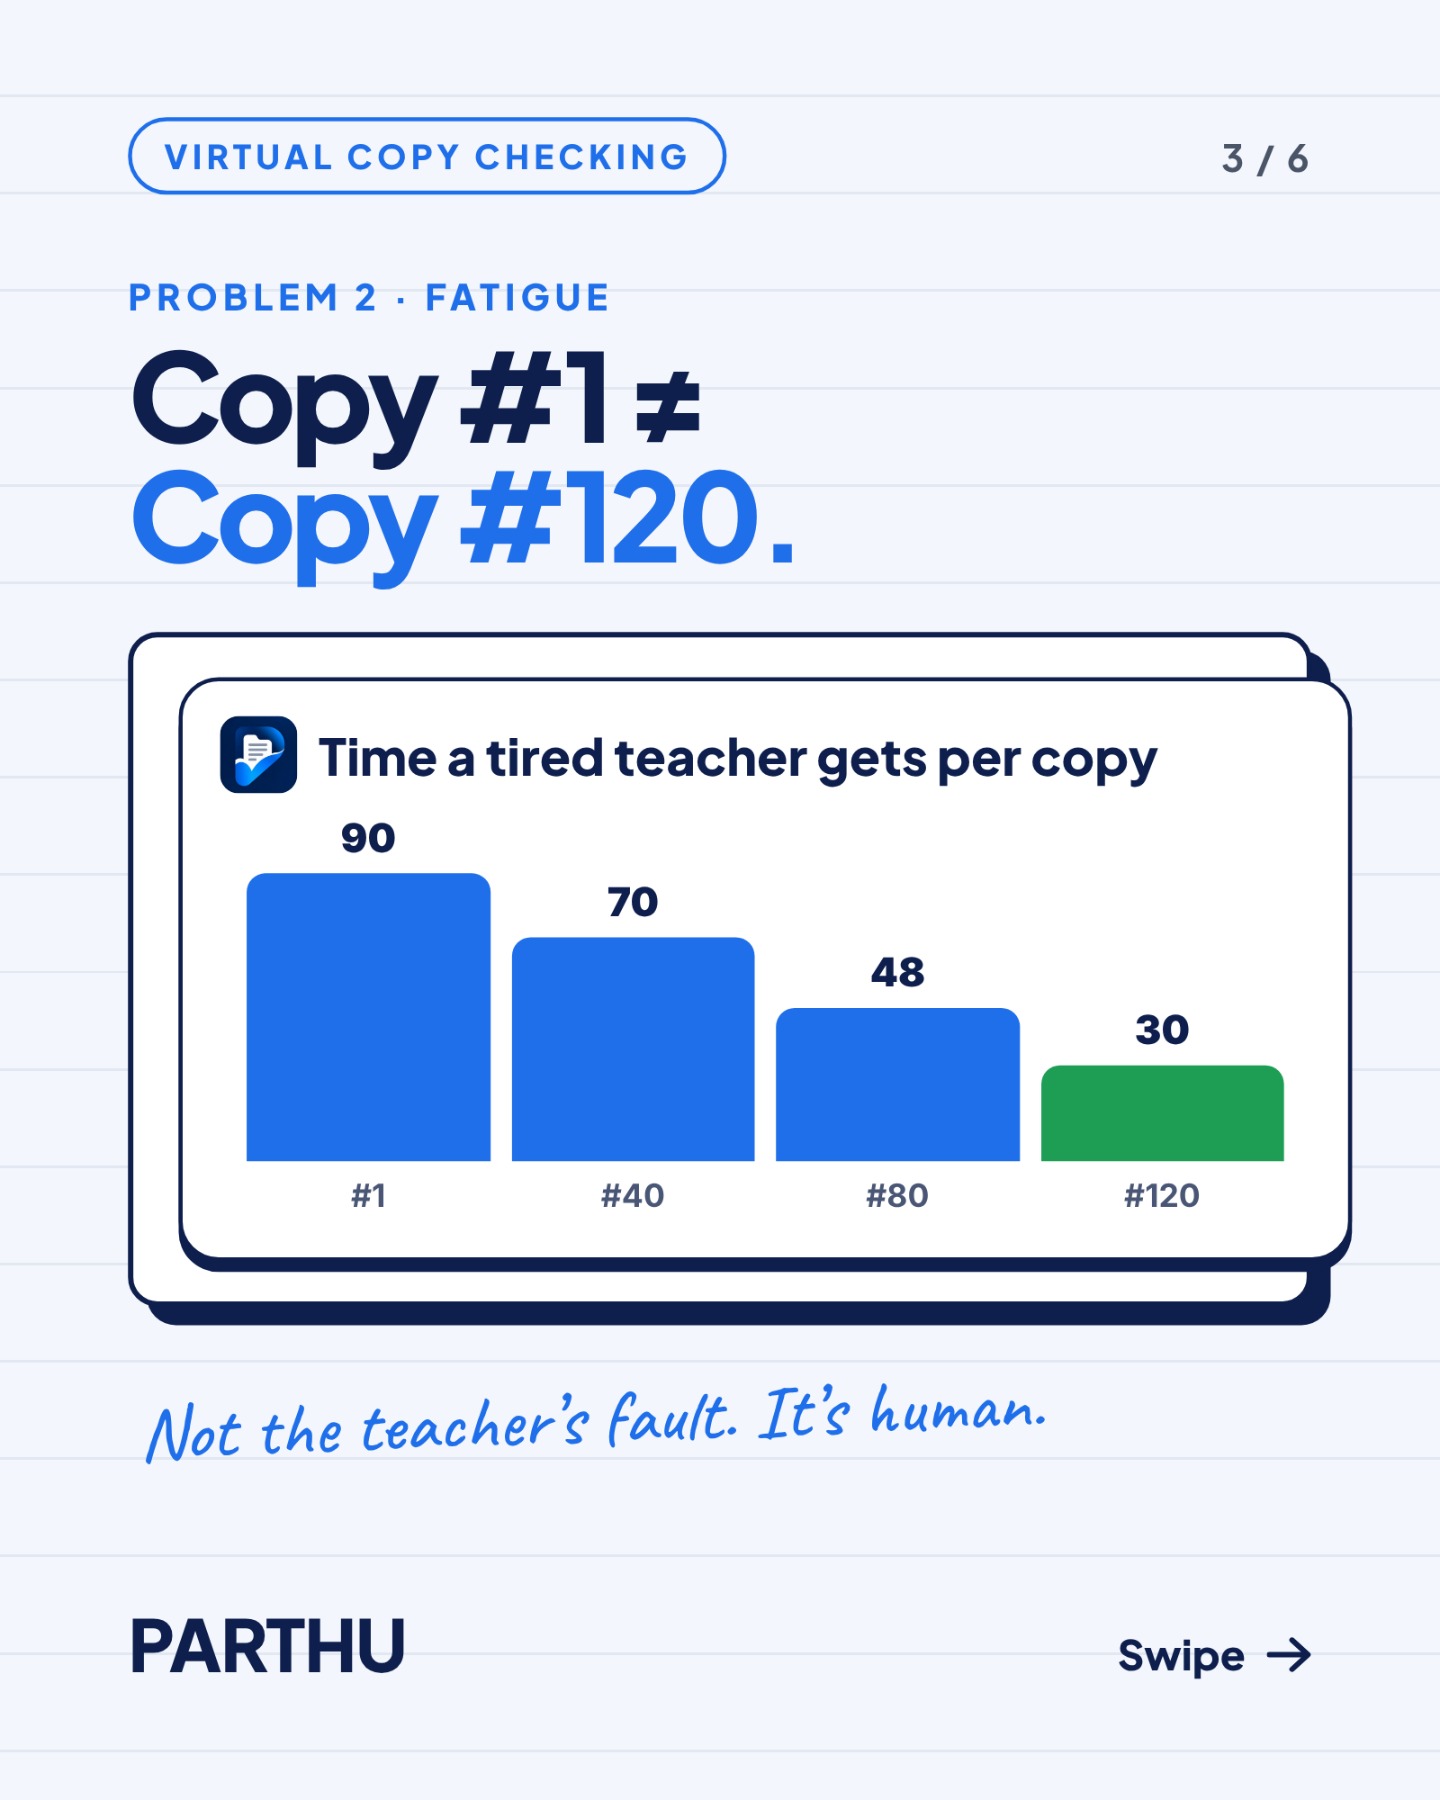 VIRTUAL COPY CHECKING
3 / 6
PROBLEM 2 · FATIGUE
Copy #1 ≠
Copy #120.
Time a tired teacher gets per copy
90
70
48
30
#1
#40
#80
#120
Not the teacher’s fault. It’s human.
PARTHU
Swipe →